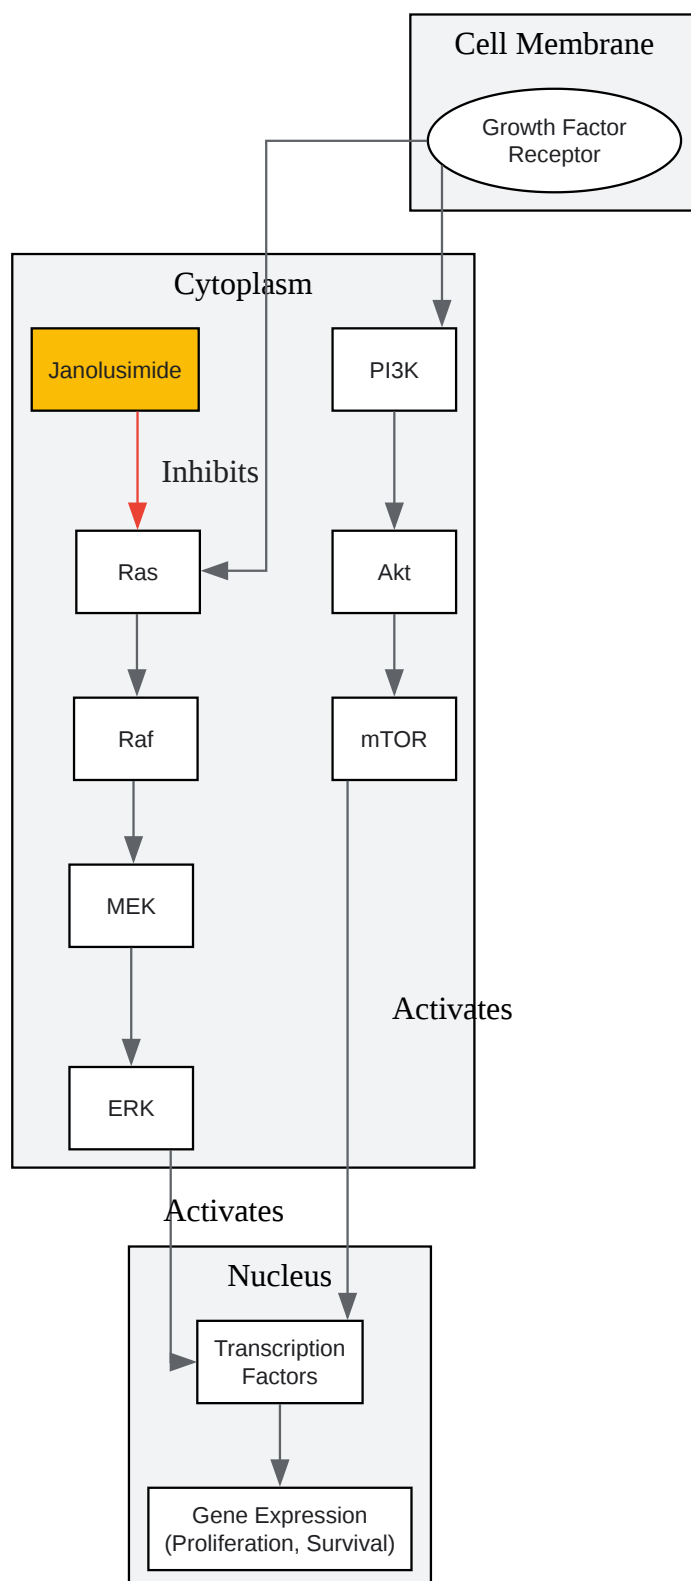 Cell Membrane
Growth Factor
Receptor
Cytoplasm
Janolusimide
PI3K
Inhibits
Ras
Akt
Raf
mTOR
MEK
Activates
ERK
Activates
Nucleus
Transcription
Factors
Gene Expression
(Proliferation, Survival)